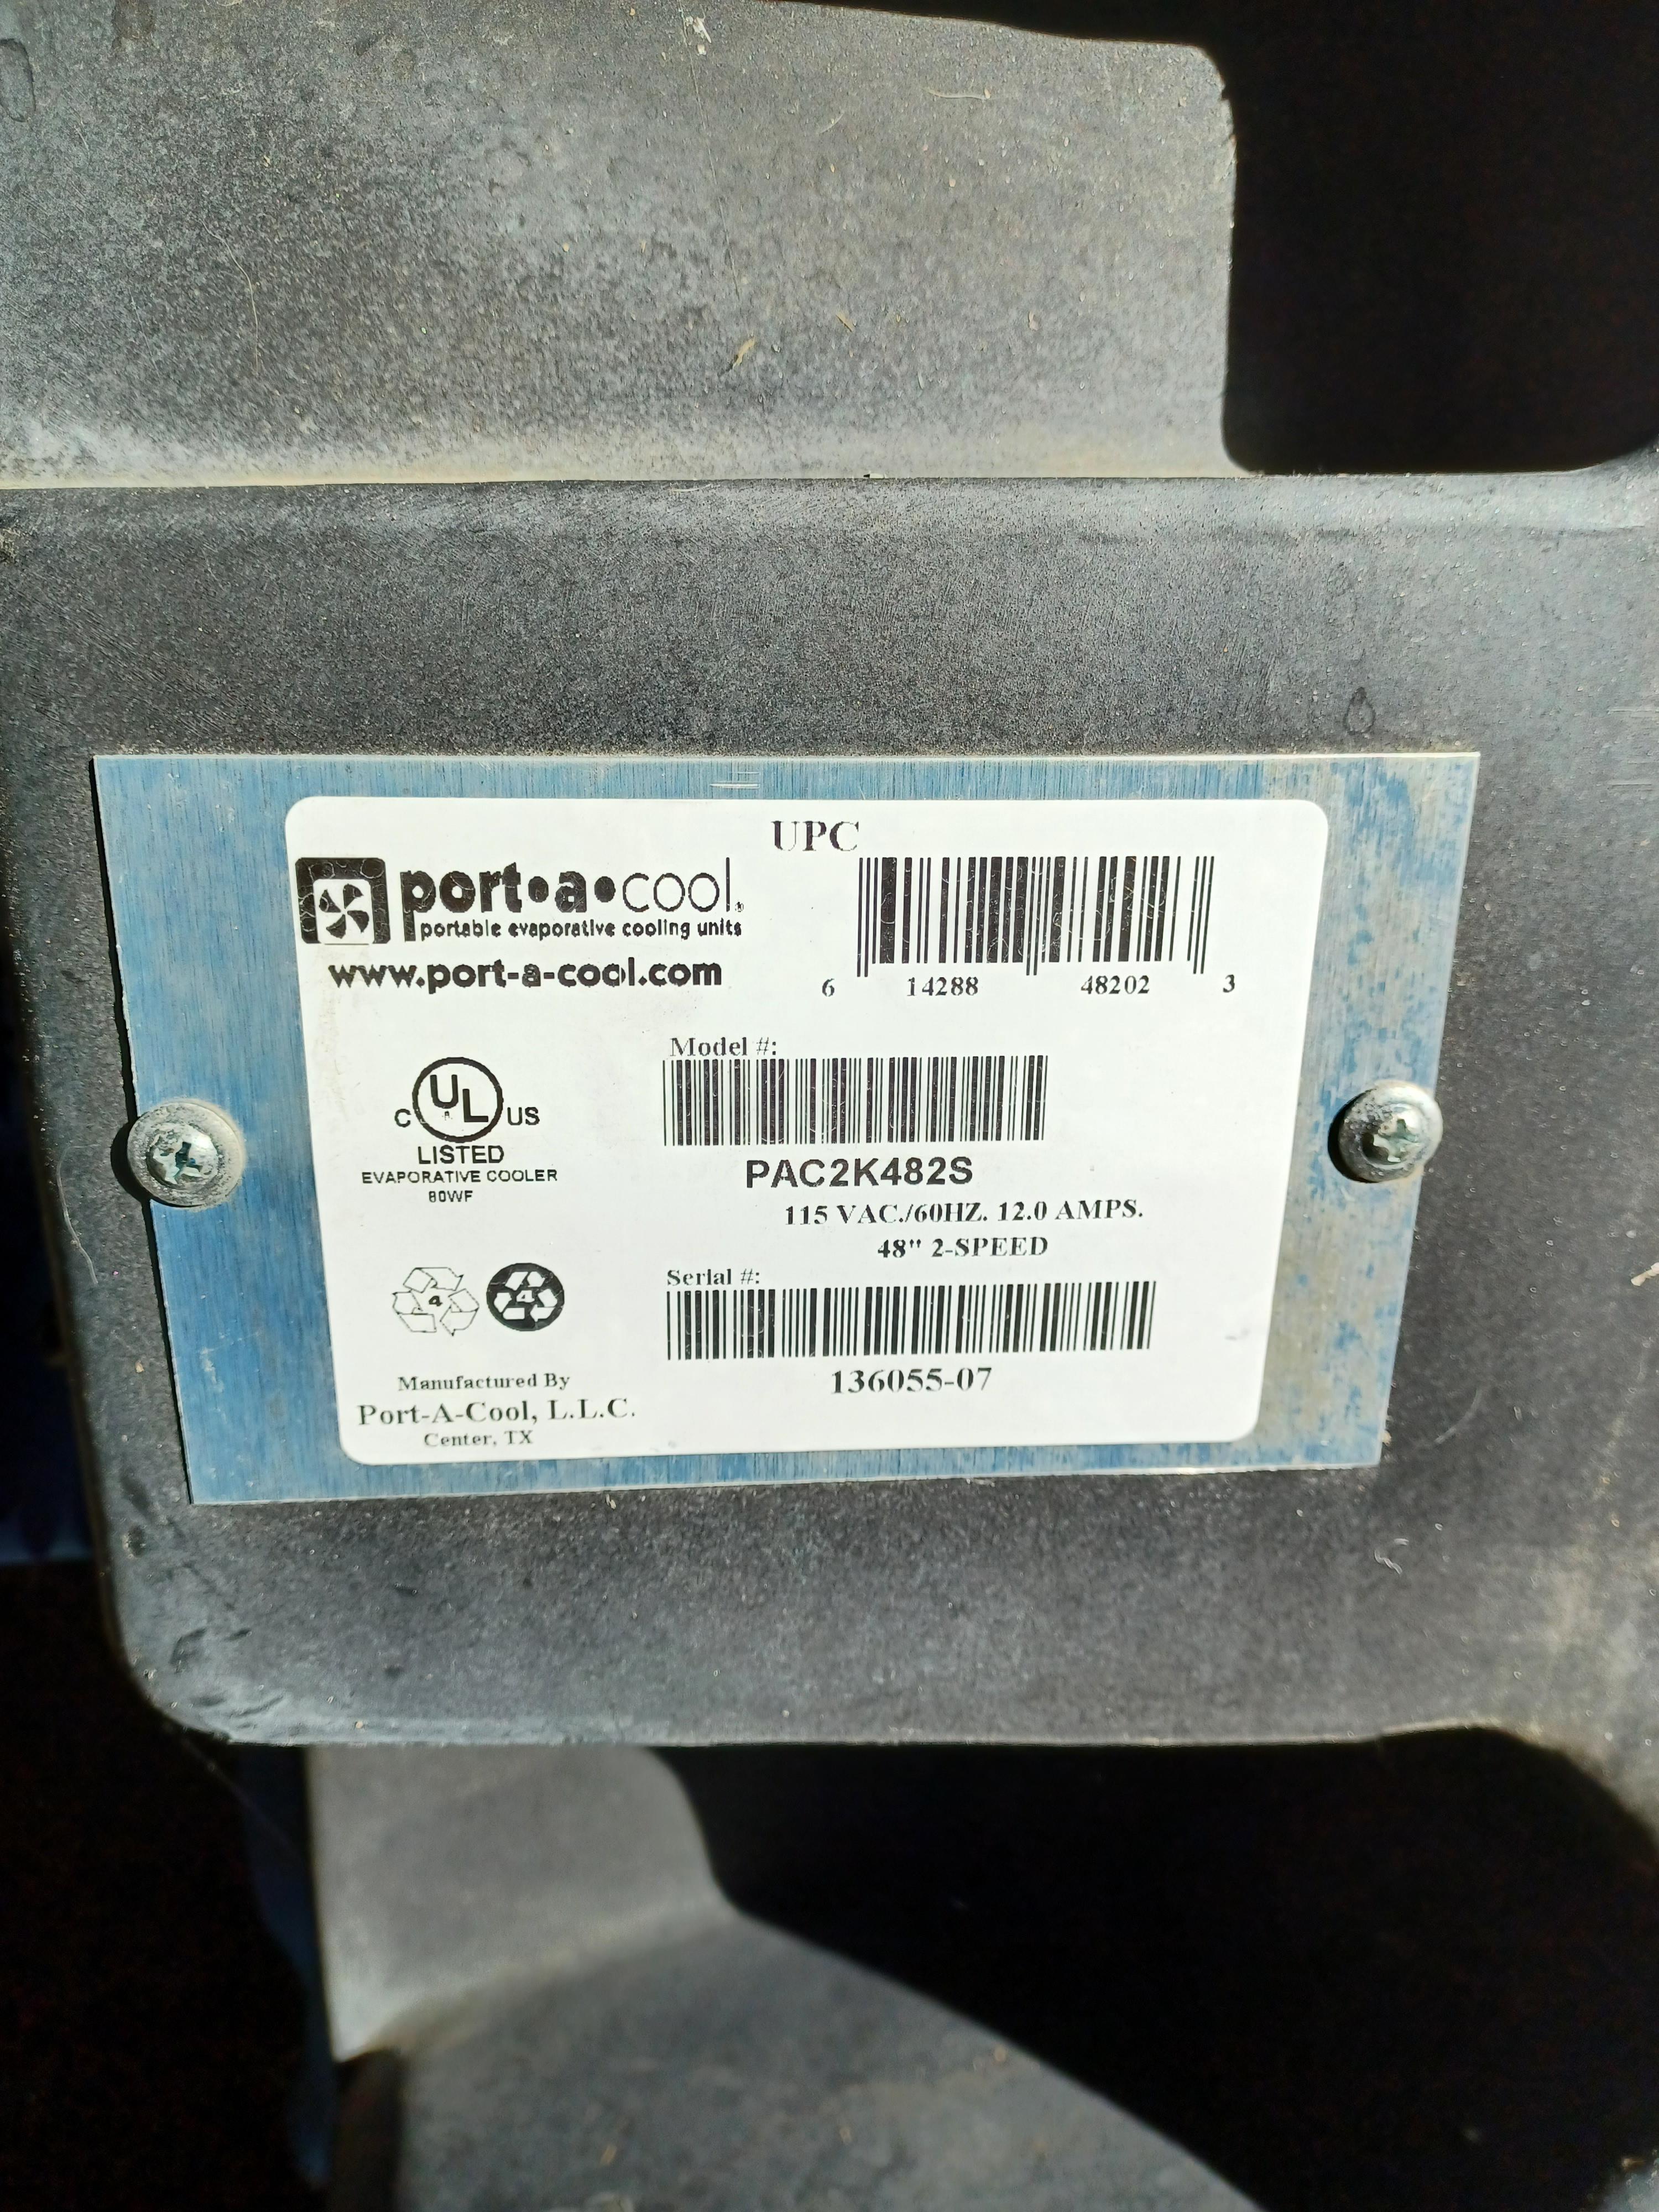 UPC
port•a•cool®
portable evaporative cooling units
www.port-a-cool.com
6 14288 48202 3
Model #:
PAC2K482S
115 VAC./60HZ. 12.0 AMPS.
48" 2-SPEED
C UL US
LISTED
EVAPORATIVE COOLER
80WF
Serial #:
136055-07
4 4
Manufactured By
Port-A-Cool, L.L.C.
Center, TX